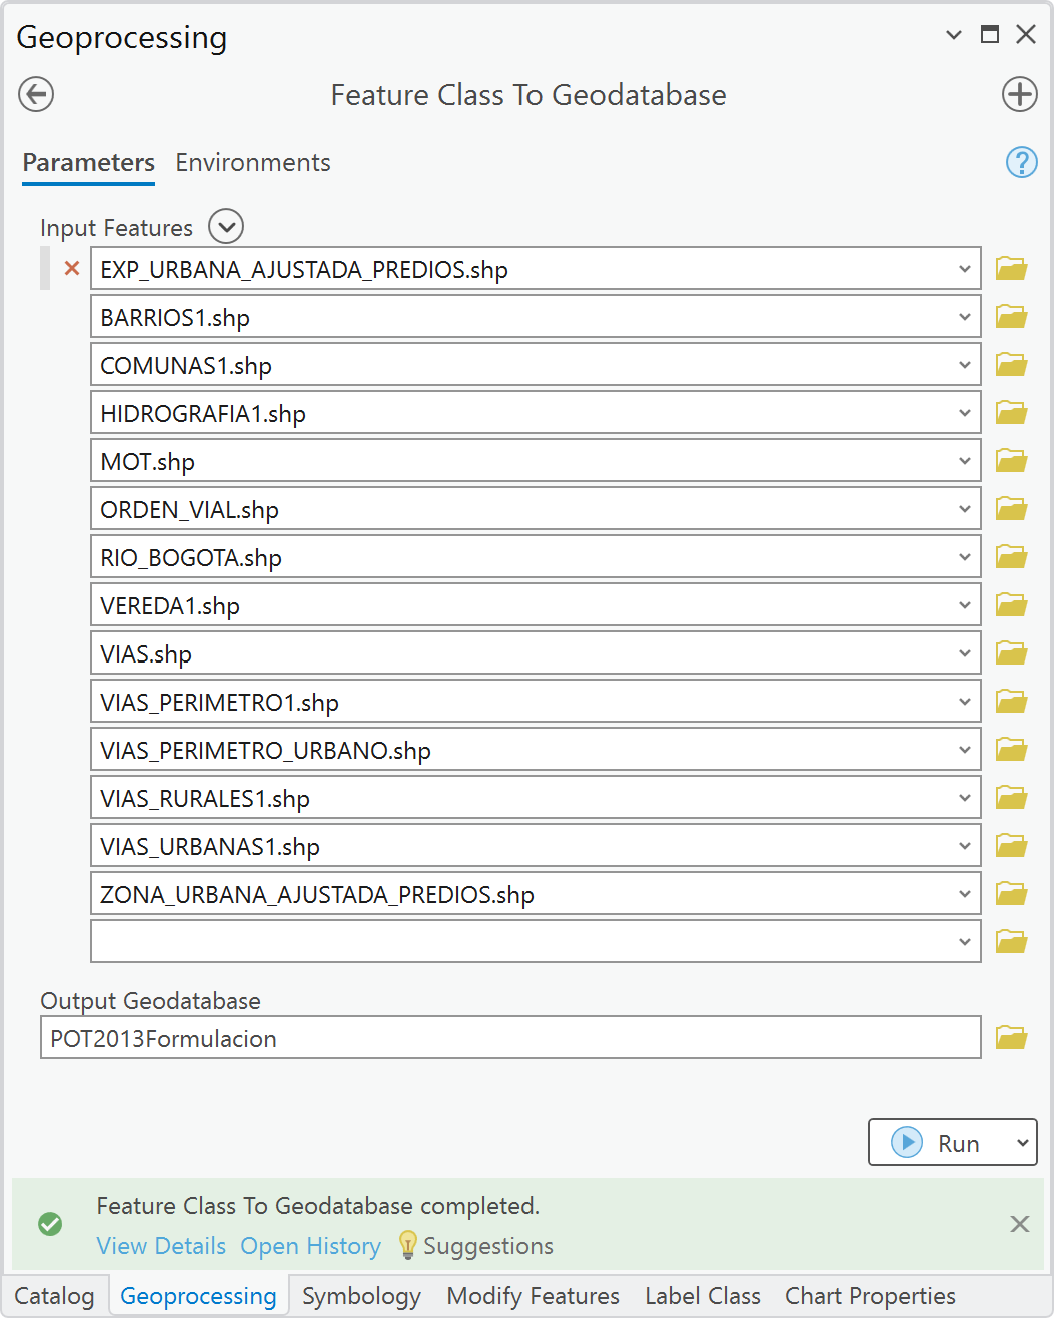 Geoprocessing
Feature Class To Geodatabase
Parameters Environments
Input Features
EXP_URBANA_AJUSTADA_PREDIOS.shp
BARRIOS1.shp
COMUNAS1.shp
HIDROGRAFIA1.shp
MOT.shp
ORDEN_VIAL.shp
RIO_BOGOTA.shp
VEREDA1.shp
VIAS.shp
VIAS_PERIMETRO1.shp
VIAS_PERIMETRO_URBANO.shp
VIAS_RURALES1.shp
VIAS_URBANAS1.shp
ZONA_URBANA_AJUSTADA_PREDIOS.shp
Output Geodatabase
POT2013Formulacion
Run
Feature Class To Geodatabase completed.
View Details Open History Suggestions
Catalog Geoprocessing Symbology Modify Features Label Class Chart Properties